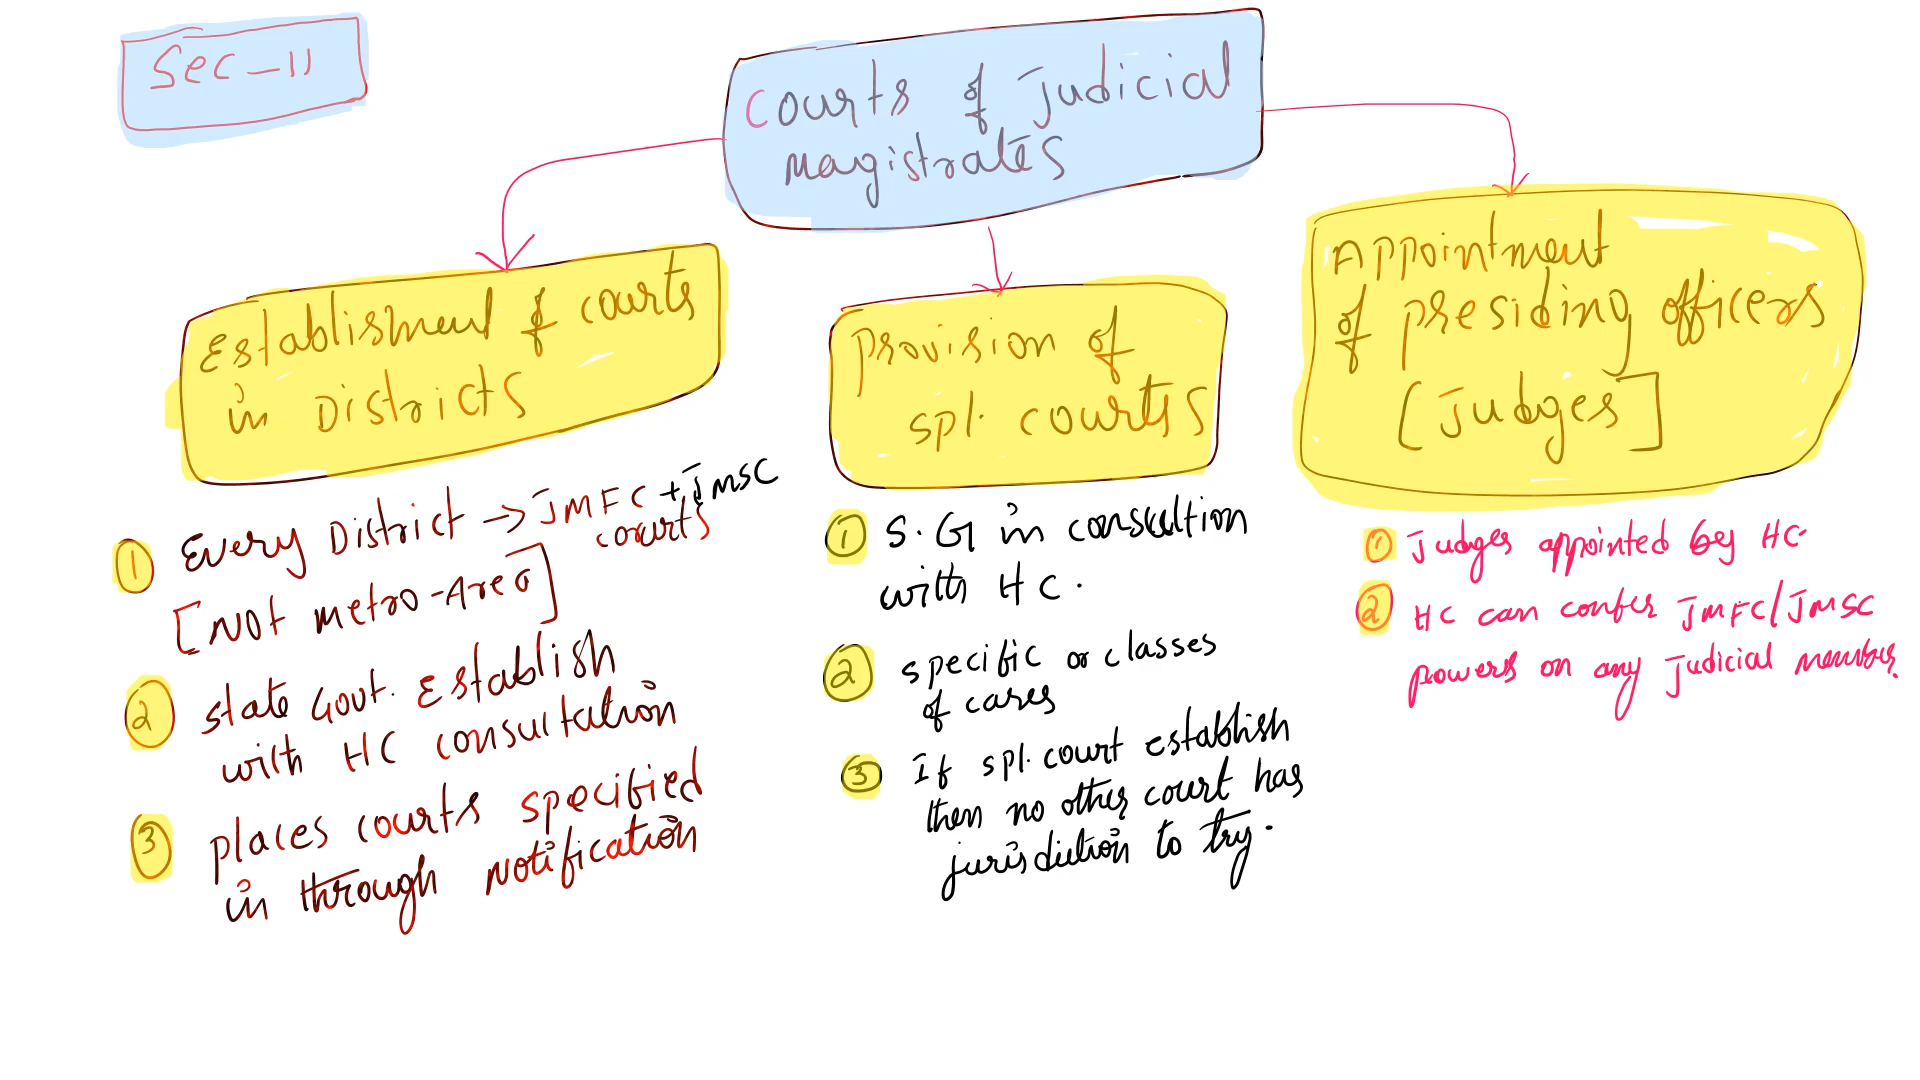 Sec-11
Courts of Judicial
Magistrates
Establishment of courts
in Districts
① Every District → JMFC + JMSC
courts
[Not metro-Area]
② state Govt. Establish
with HC consultation
③ places courts specified
in through Notification
Provision of
spl. courts
① S.G in consultion
with HC.
② specific or classes
of cases
③ If spl. court establish
then no other court has
jurisdiction to try.
Appointment
of presiding officers
[Judges]
① Judges appointed by HC.
② HC can confer JMFC/JMSC
powers on any Judicial member.